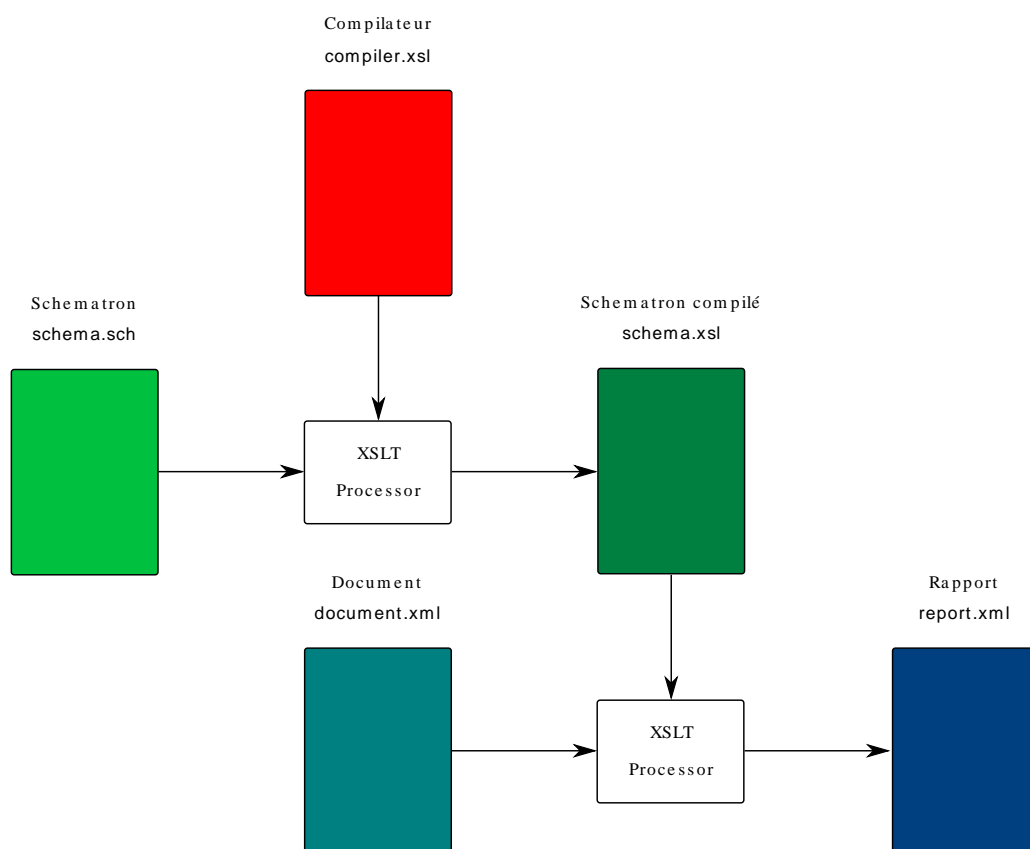 Compilateur
compiler.xsl
Schematron
schema.sch
Schematron compilé
schema.xsl
XSLT
Processor
Document
document.xml
Rapport
report.xml
XSLT
Processor